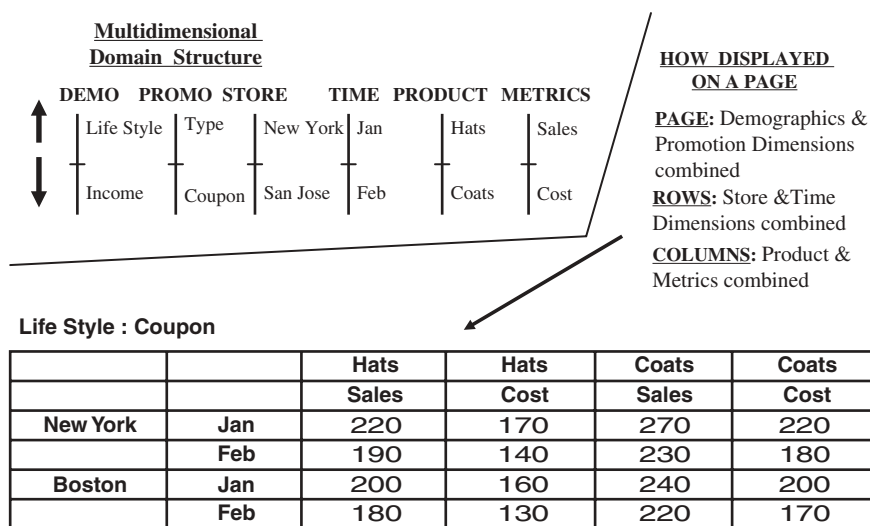 Multidimensional
Domain Structure
DEMO PROMO STORE TIME PRODUCT METRICS
Life Style Type New York Jan Hats Sales
Income Coupon San Jose Feb Coats Cost
HOW DISPLAYED
ON A PAGE
PAGE: Demographics &
Promotion Dimensions
combined
ROWS: Store &Time
Dimensions combined
COLUMNS: Product &
Metrics combined
Life Style : Coupon
Hats Hats Coats Coats
Sales Cost Sales Cost
New York Jan 220 170 270 220
Feb 190 140 230 180
Boston Jan 200 160 240 200
Feb 180 130 220 170